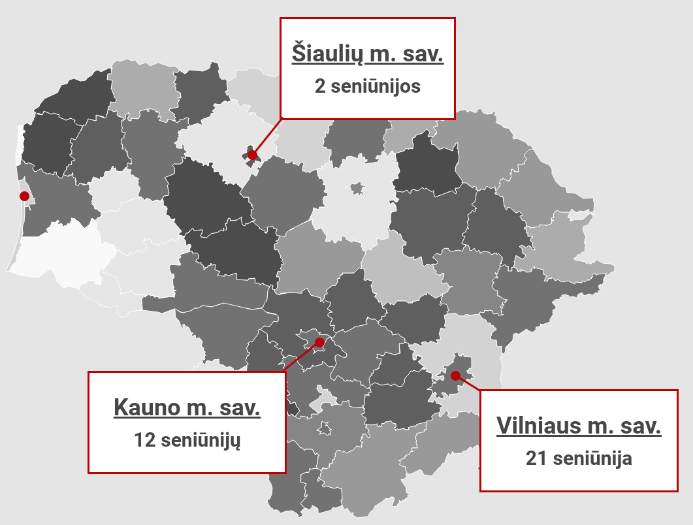 Šiaulių m. sav.
2 seniūnijos
Kauno m. sav.
12 seniūnijų
Vilniaus m. sav.
21 seniūnija